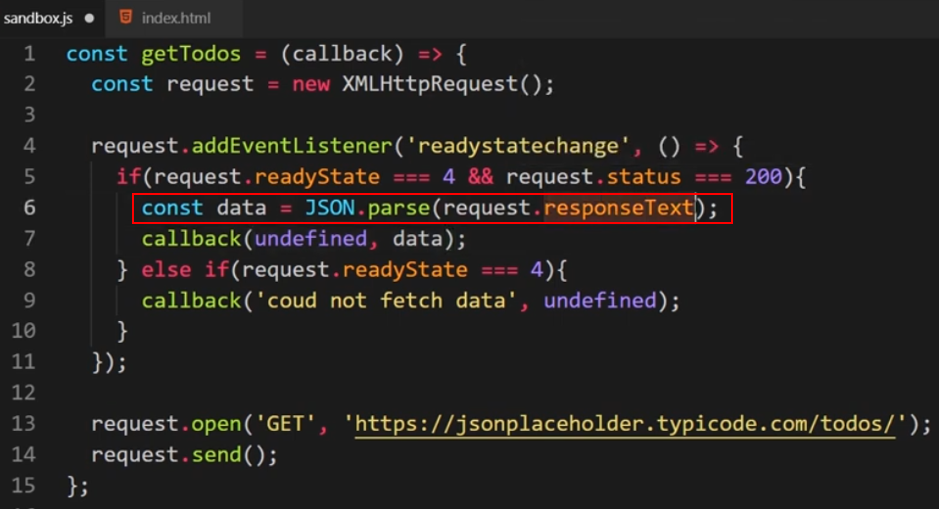 sandbox.js ● index.html
1 const getTodos = (callback) => {
2 const request = new XMLHttpRequest();
3
4 request.addEventListener('readystatechange', () => {
5 if(request.readyState === 4 && request.status === 200){
6 const data = JSON.parse(request.responseText);
7 callback(undefined, data);
8 } else if(request.readyState === 4){
9 callback('coud not fetch data', undefined);
10 }
11 });
12
13 request.open('GET', 'https://jsonplaceholder.typicode.com/todos/');
14 request.send();
15 };